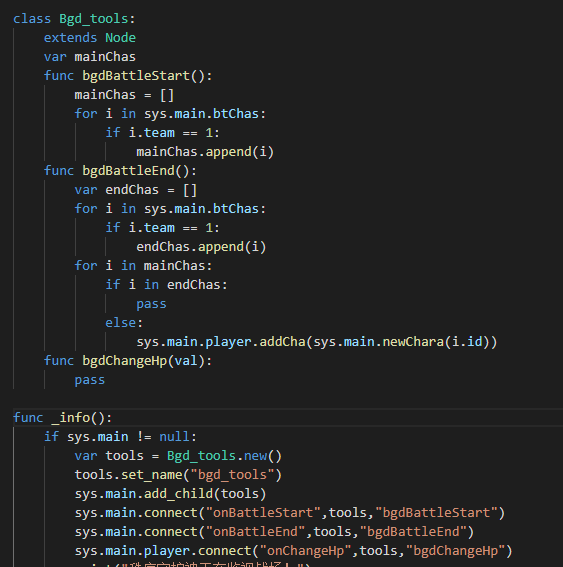 class Bgd_tools:
    extends Node
    var mainChas
    func bgdBattleStart():
        mainChas = []
        for i in sys.main.btChas:
            if i.team == 1:
                mainChas.append(i)
    func bgdBattleEnd():
        var endChas = []
        for i in sys.main.btChas:
            if i.team == 1:
                endChas.append(i)
        for i in mainChas:
            if i in endChas:
                pass
            else:
                sys.main.player.addCha(sys.main.newChara(i.id))
    func bgdChangeHp(val):
        pass

func _info():
    if sys.main != null:
        var tools = Bgd_tools.new()
        tools.set_name("bgd_tools")
        sys.main.add_child(tools)
        sys.main.connect("onBattleStart",tools,"bgdBattleStart")
        sys.main.connect("onBattleEnd",tools,"bgdBattleEnd")
        sys.main.player.connect("onChangeHp",tools,"bgdChangeHp")